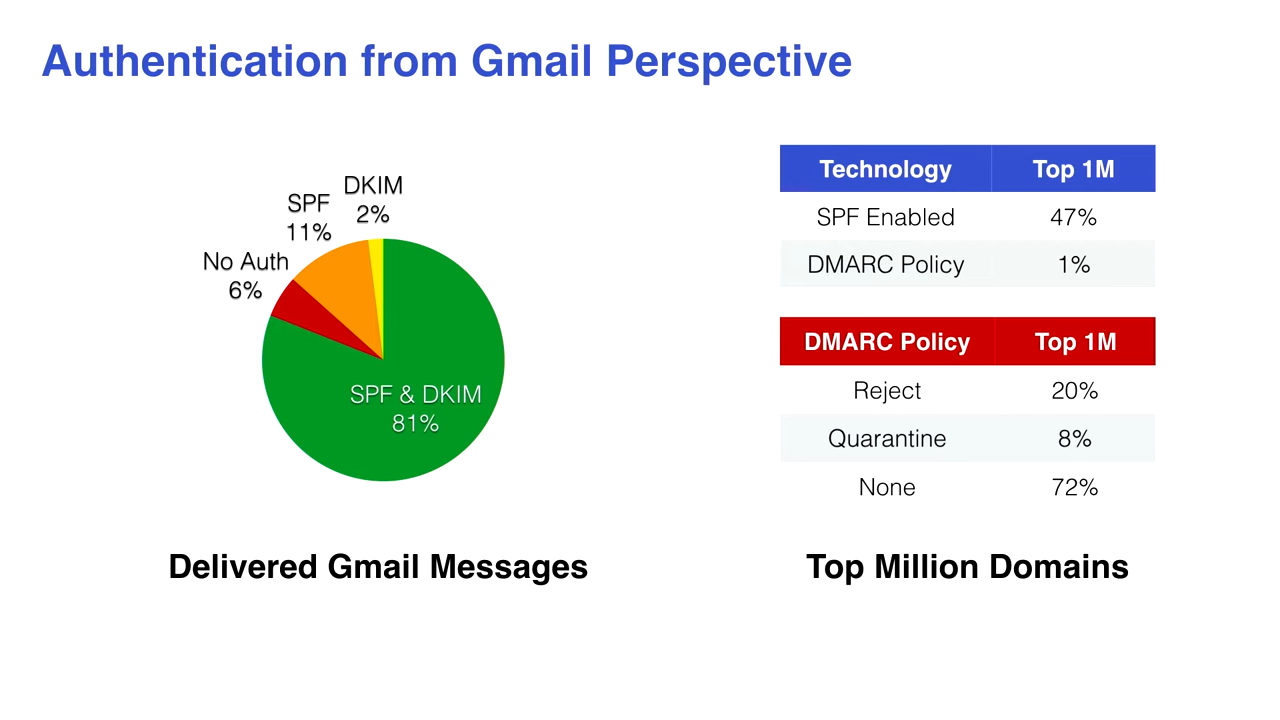 Authentication from Gmail Perspective
DKIM
2%
SPF
11%
No Auth
6%
SPF & DKIM
81%
Delivered Gmail Messages
Technology Top 1M
SPF Enabled 47%
DMARC Policy 1%
DMARC Policy Top 1M
Reject 20%
Quarantine 8%
None 72%
Top Million Domains